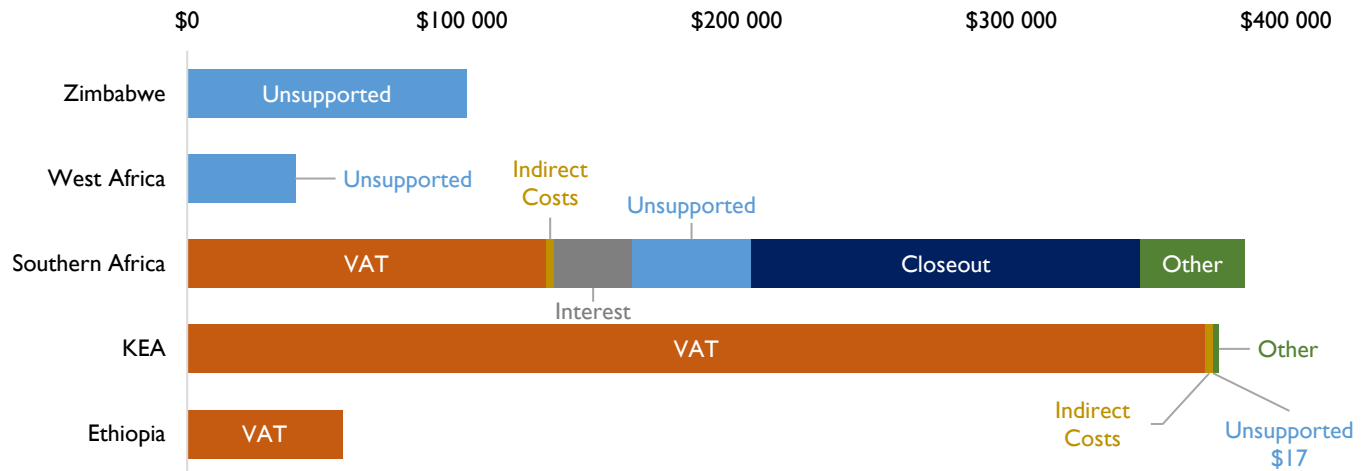 $0 $100 000 $200 000 $300 000 $400 000
Zimbabwe Unsupported
West Africa Unsupported
Indirect
Costs
Unsupported
Southern Africa VAT Closeout Other
Interest
KEA VAT Other
Indirect
Costs
Unsupported
$17
Ethiopia VAT